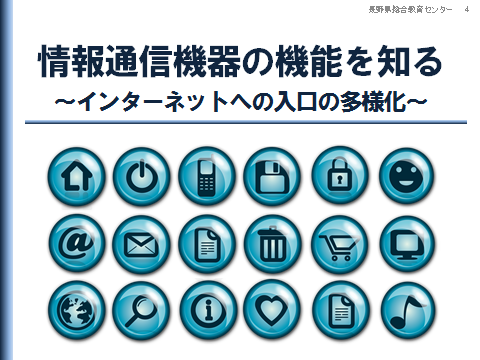 長野県総合教育センター 4
情報通信機器の機能を知る
～インターネットへの入口の多様化～